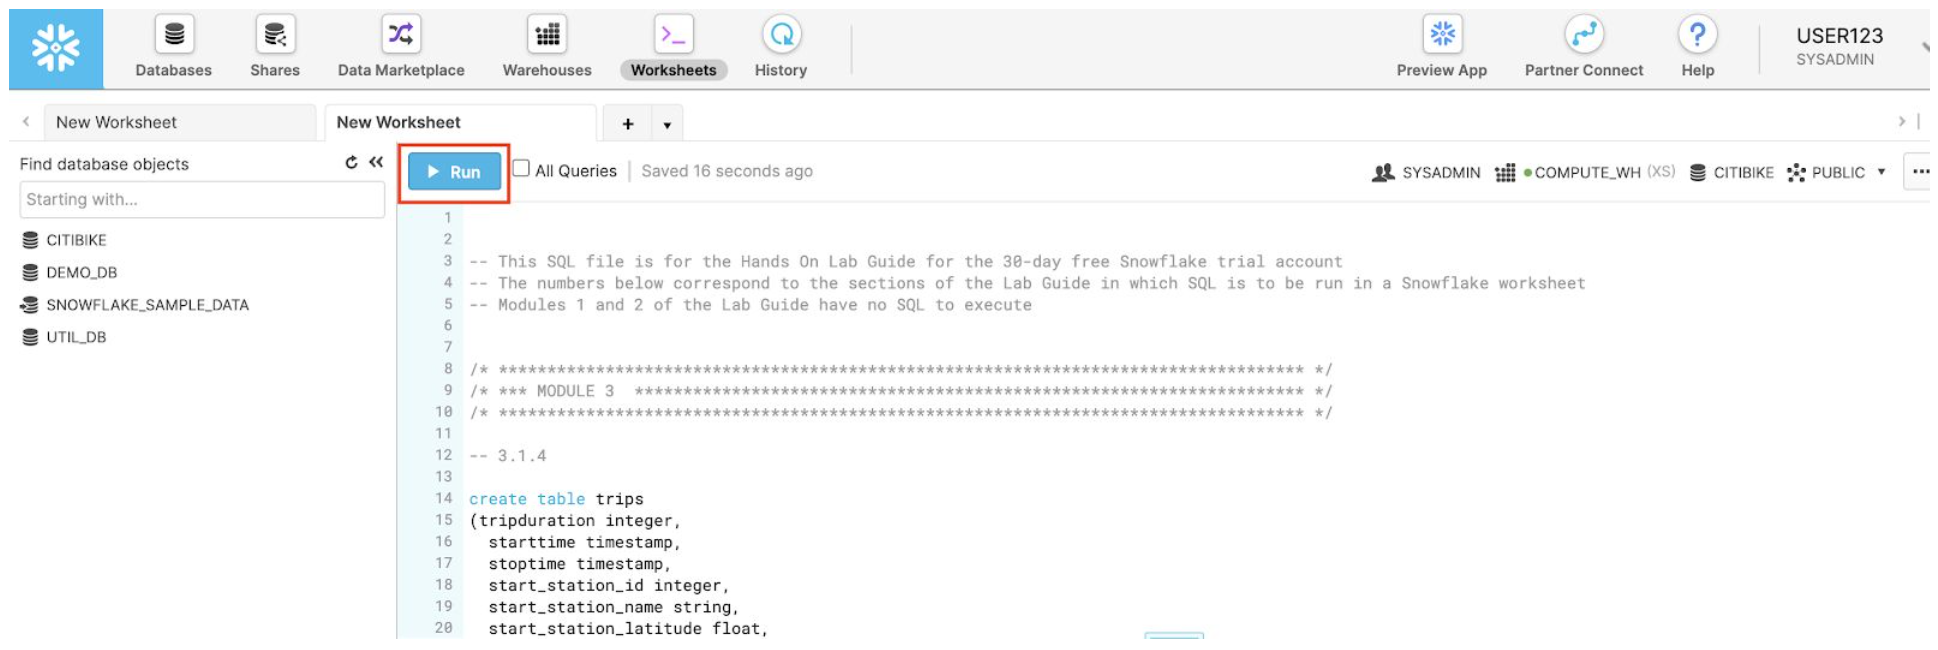 Databases Shares Data Marketplace Warehouses Worksheets History Preview App Partner Connect Help USER123
SYSADMIN
New Worksheet New Worksheet + 
Find database objects
Starting with...
CITIBIKE
DEMO_DB
SNOWFLAKE_SAMPLE_DATA
UTIL_DB
Run All Queries | Saved 16 seconds ago SYSADMIN COMPUTE_WH (XS) CITIBIKE PUBLIC ...
1
2
3 -- This SQL file is for the Hands On Lab Guide for the 30-day free Snowflake trial account
4 -- The numbers below correspond to the sections of the Lab Guide in which SQL is to be run in a Snowflake worksheet
5 -- Modules 1 and 2 of the Lab Guide have no SQL to execute
6
7
8 /* *********************************************************************************** */
9 /* *** MODULE 3  ********************************************************************* */
10 /* *********************************************************************************** */
11
12 -- 3.1.4
13
14 create table trips
15 (tripduration integer,
16   starttime timestamp,
17   stoptime timestamp,
18   start_station_id integer,
19   start_station_name string,
20   start_station_latitude float,